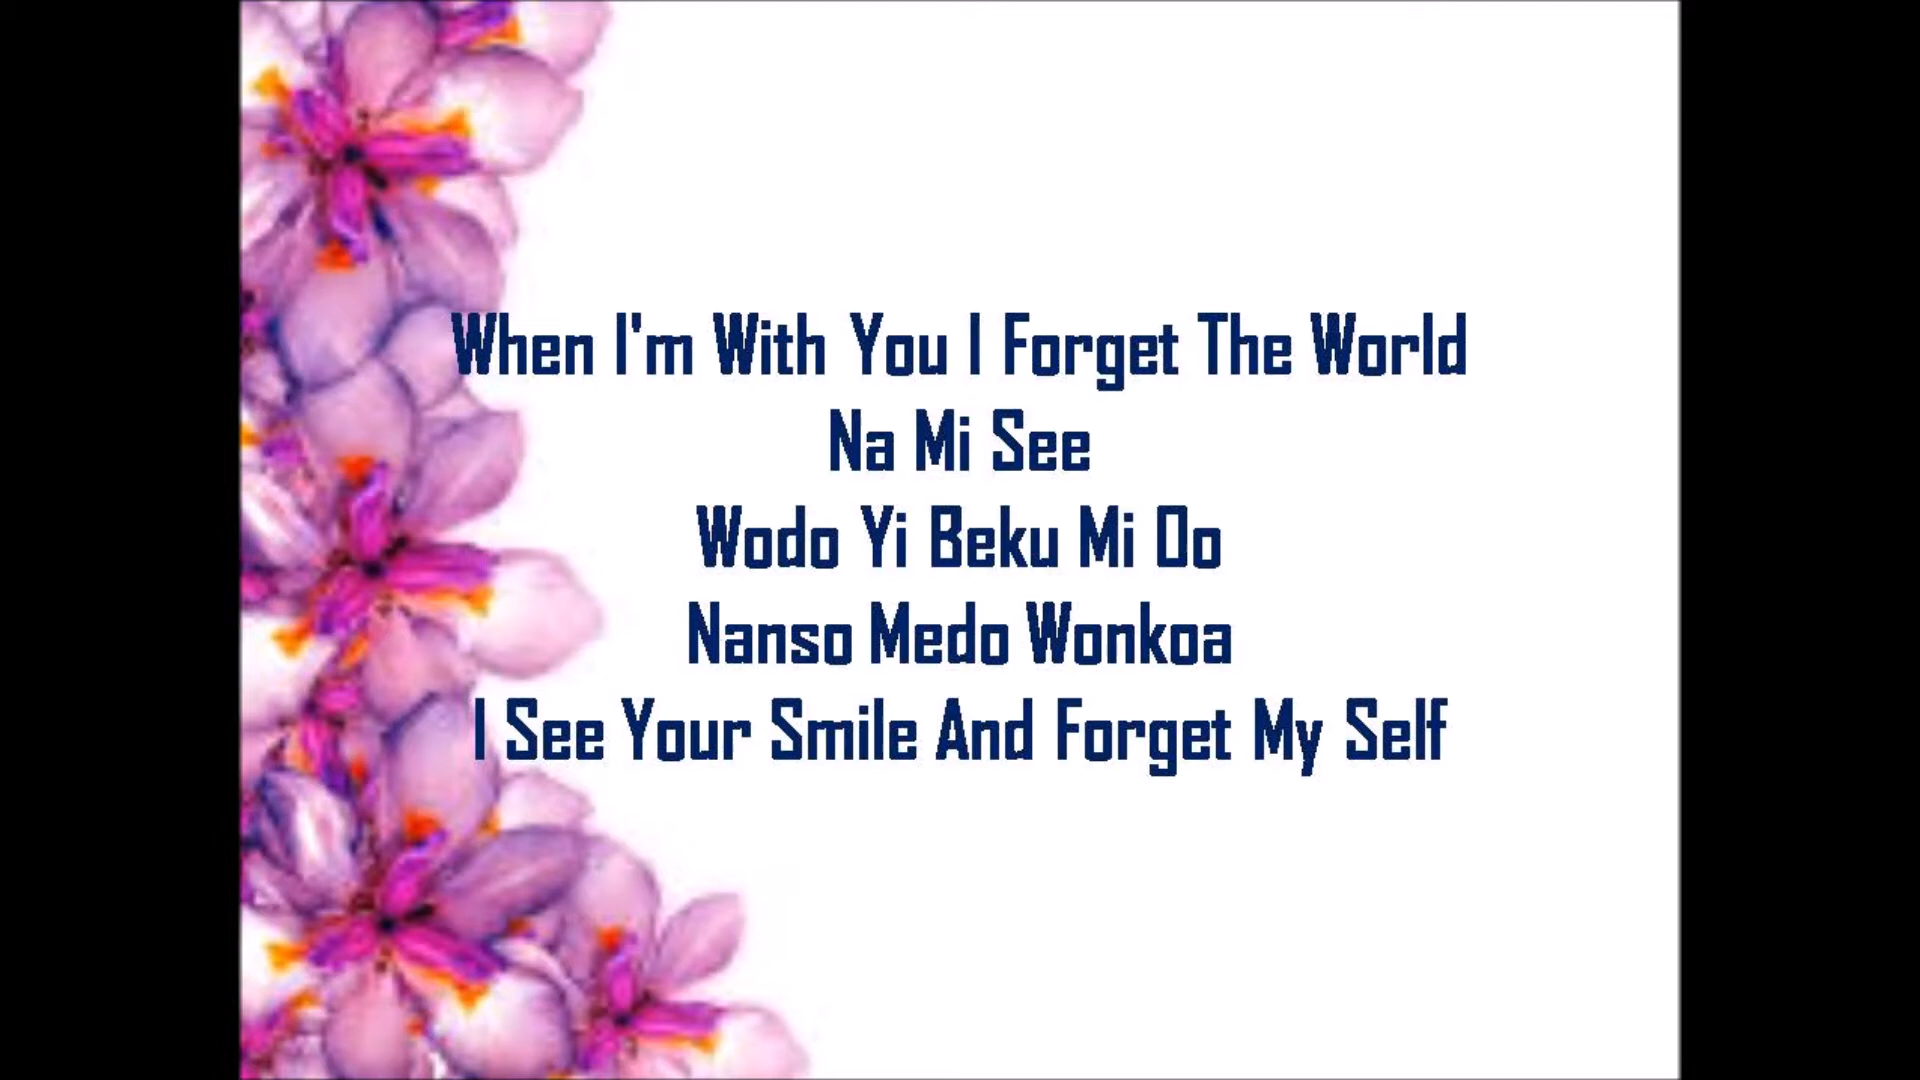 When I'm With You I Forget The World
Na Mi See
Wodo Yi Beku Mi Oo
Nanso Medo Wonkoa
I See Your Smile And Forget My Self